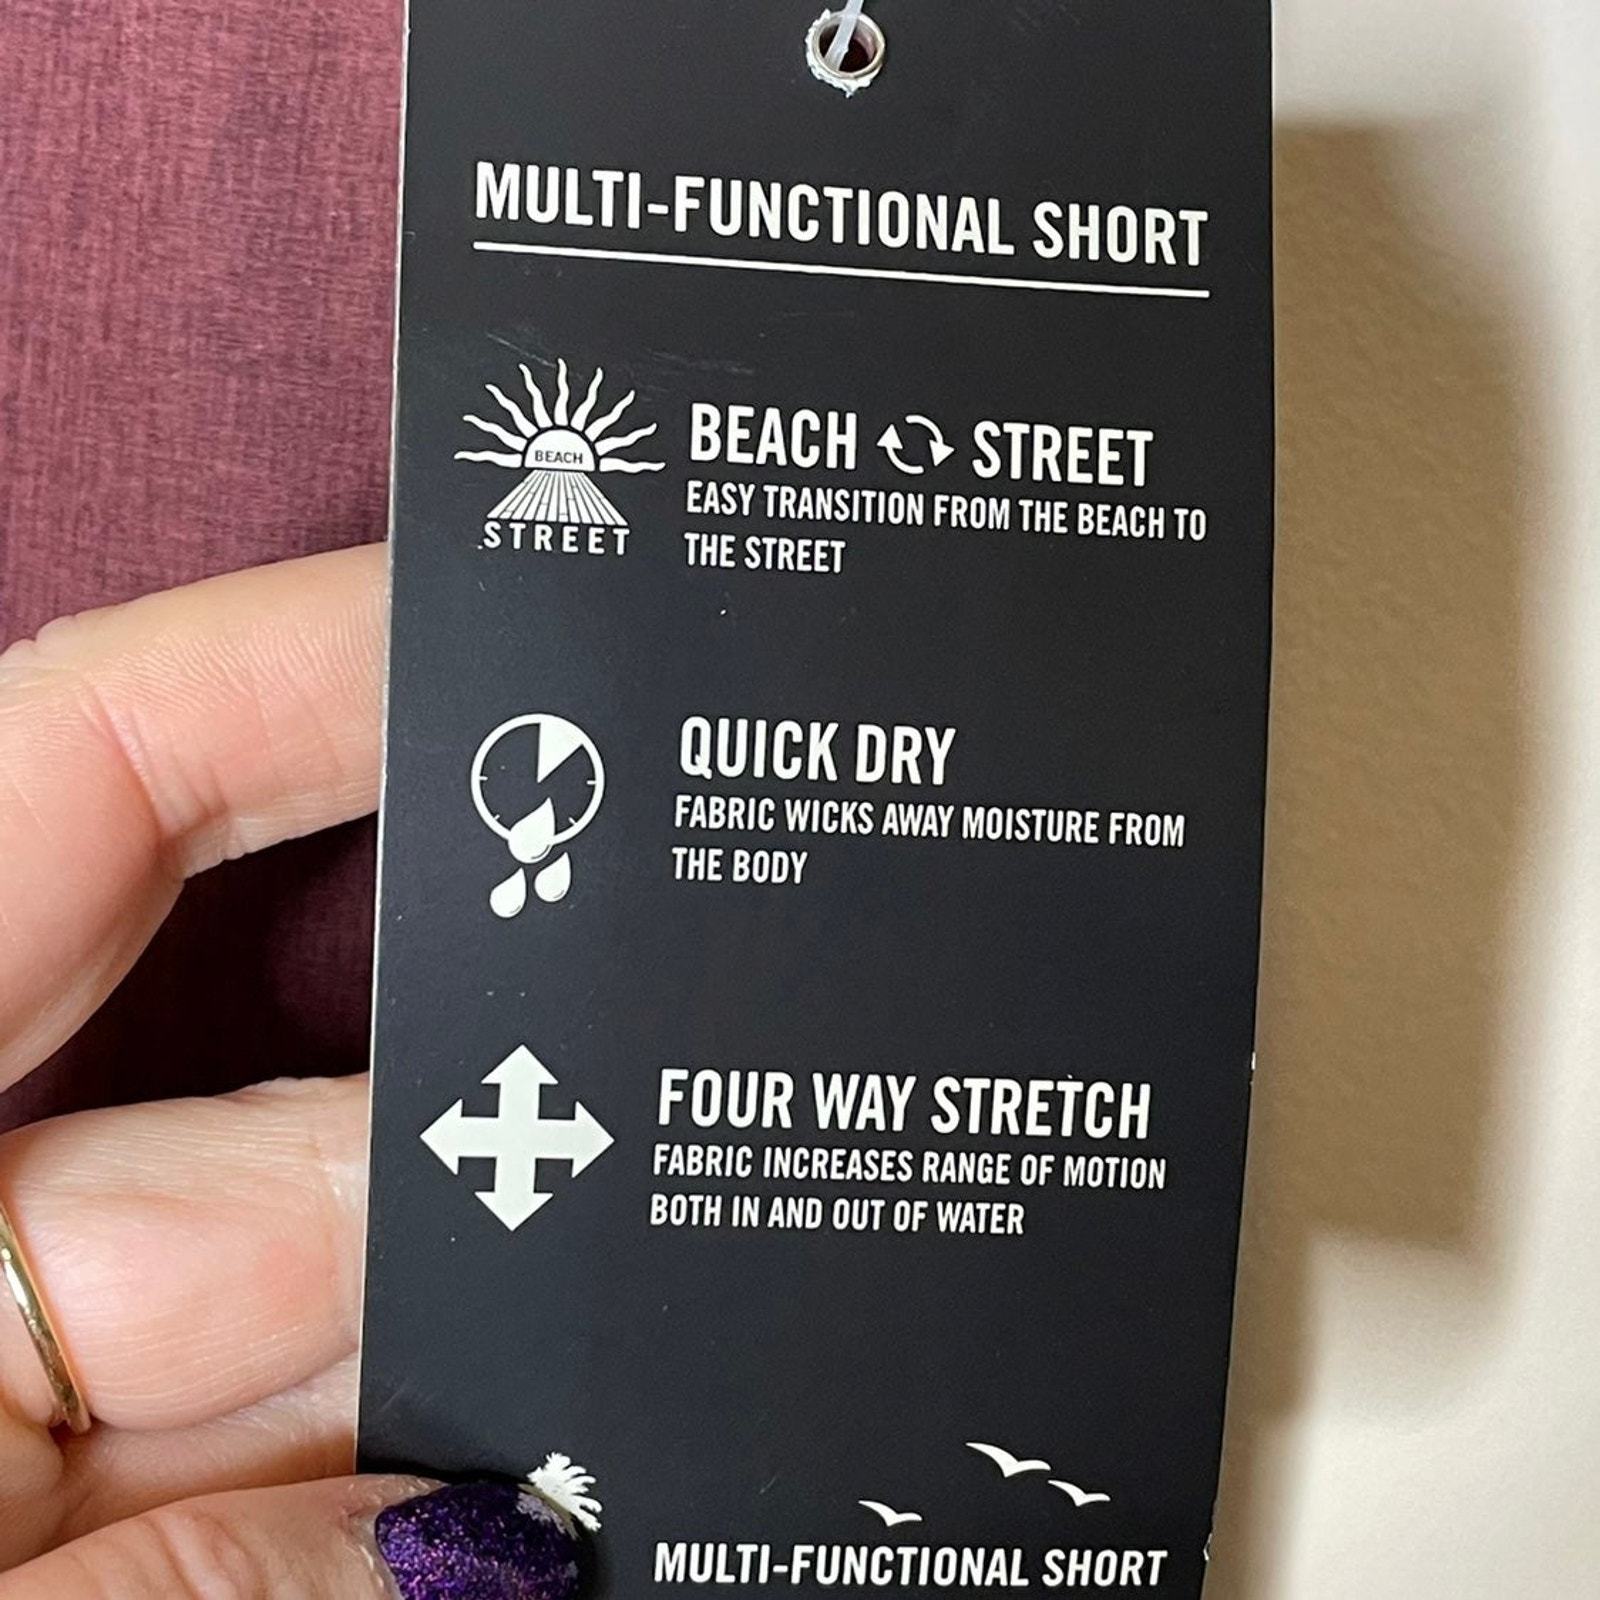 MULTI-FUNCTIONAL SHORT
BEACH
STREET
BEACH STREET
EASY TRANSITION FROM THE BEACH TO
THE STREET
QUICK DRY
FABRIC WICKS AWAY MOISTURE FROM
THE BODY
FOUR WAY STRETCH
FABRIC INCREASES RANGE OF MOTION
BOTH IN AND OUT OF WATER
MULTI-FUNCTIONAL SHORT